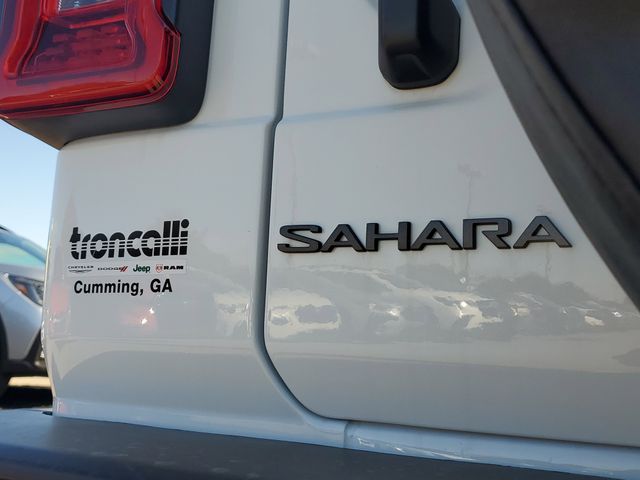 troncalli
CHRYSLER DODGE Jeep RAM
Cumming, GA
SAHARA